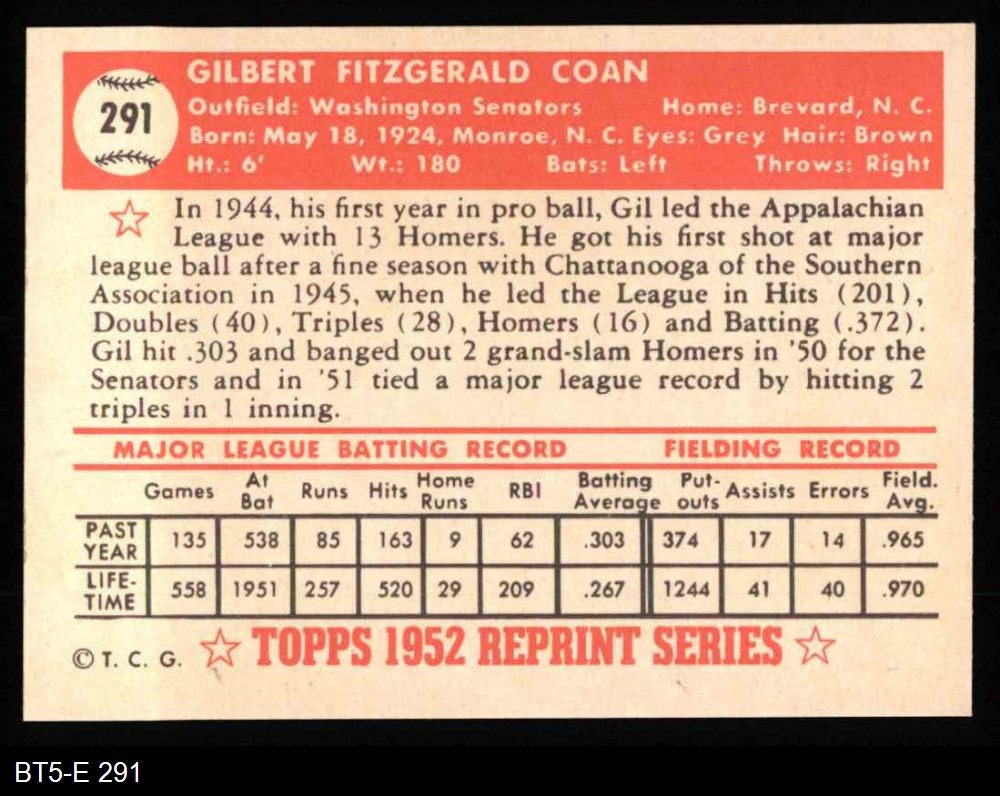 GILBERT FITZGERALD COAN
291
Outfield: Washington Senators Home: Brevard, N. C.
Born: May 18, 1924, Monroe, N. C. Eyes: Grey Hair: Brown
Ht.: 6' Wt.: 180 Bats: Left Throws: Right
In 1944, his first year in pro ball, Gil led the Appalachian
League with 13 Homers. He got his first shot at major
league ball after a fine season with Chattanooga of the Southern
Association in 1945, when he led the League in Hits (201),
Doubles (40), Triples (28), Homers (16) and Batting (.372).
Gil hit .303 and banged out 2 grand-slam Homers in '50 for the
Senators and in '51 tied a major league record by hitting 2
triples in 1 inning.
MAJOR LEAGUE BATTING RECORD FIELDING RECORD
Games At Bat Runs Hits Home Runs RBI Batting Average Put-outs Assists Errors Field. Avg.
PAST YEAR 135 538 85 163 9 62 .303 374 17 14 .965
LIFE-TIME 558 1951 257 520 29 209 .267 1244 41 40 .970
© T. C. G. TOPPS 1952 REPRINT SERIES
BT5-E 291